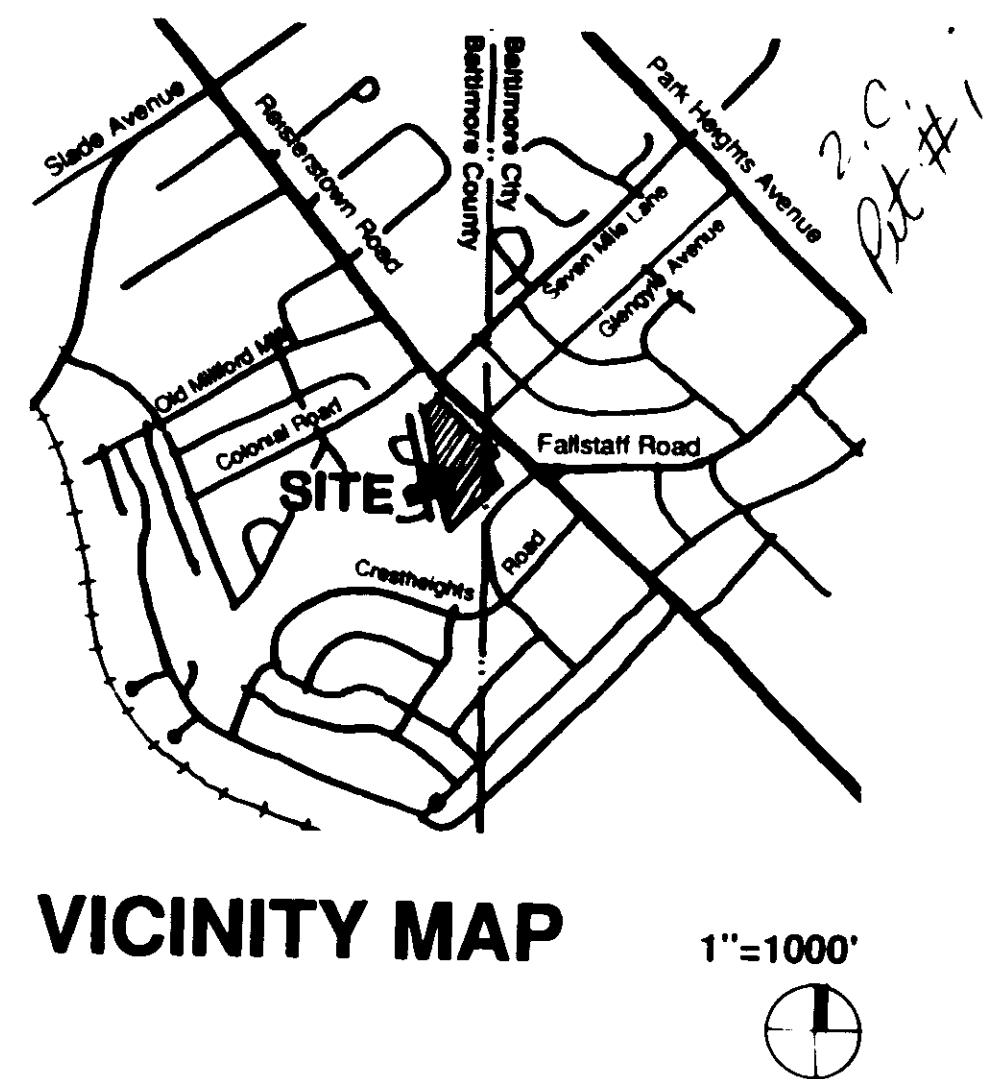 Slade Avenue
Reisterstown Road
Baltimore County
Baltimore City
Park Heights Avenue
P.C.
Pet. #1
Seven Mile Lane
Glengyle Avenue
Old Milford Mill
Colonial Road
Fallstaff Road
SITE
Crestheights
Road
VICINITY MAP
1"=1000'